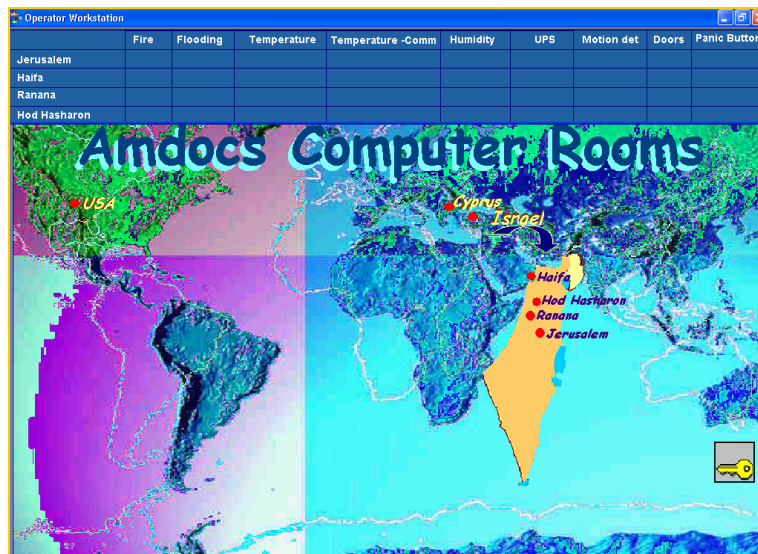 Operator Workstation
Fire Flooding Temperature Temperature -Comm Humidity UPS Motion det Doors Panic Button
Jerusalem
Haifa
Ranana
Hod Hasharon
Amdocs Computer Rooms
USA
Cyprus
Israel
Haifa
Hod Hasharon
Ranana
Jerusalem